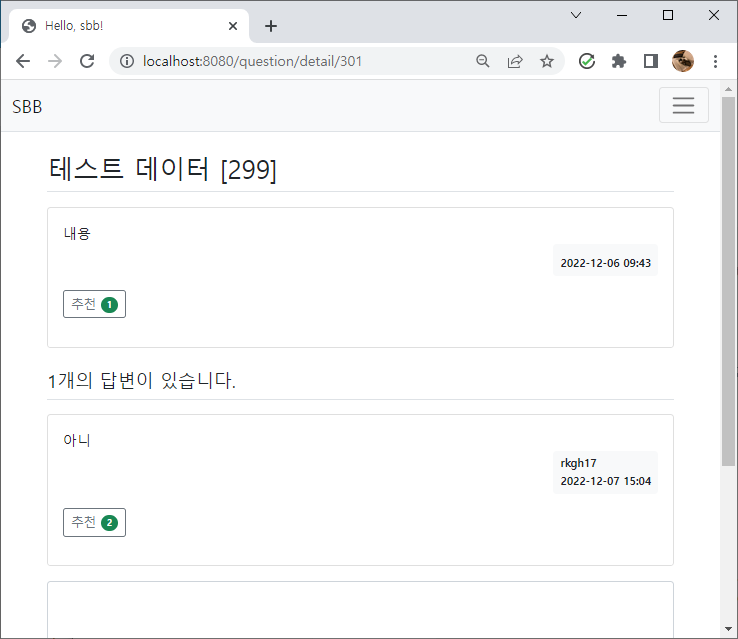 Hello, sbb!
localhost:8080/question/detail/301
SBB
테스트 데이터 [299]
내용
2022-12-06 09:43
추천 1
1개의 답변이 있습니다.
아니
rkgh17
2022-12-07 15:04
추천 2